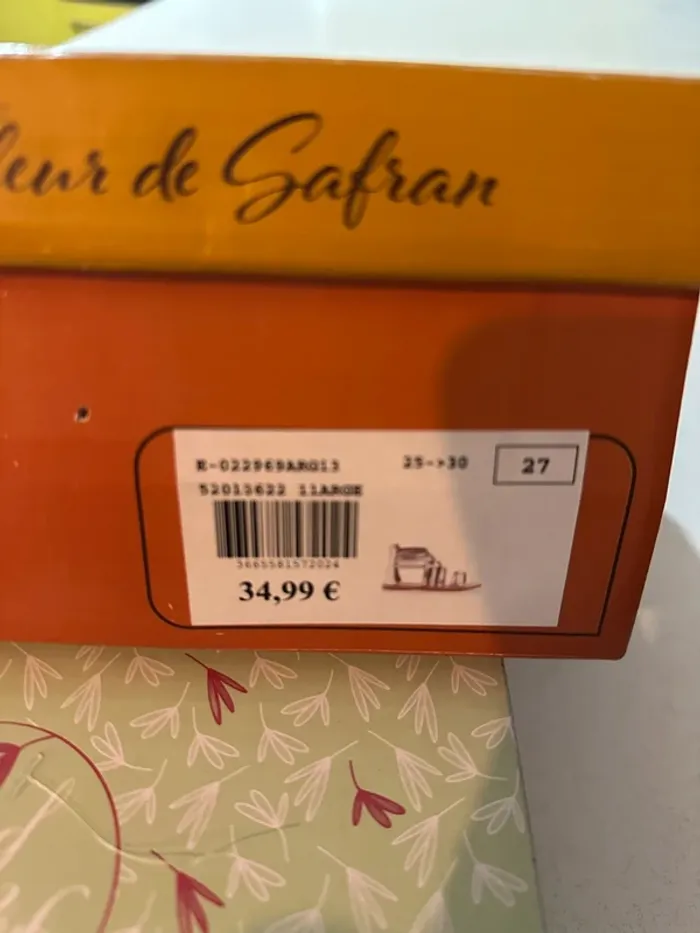 leur de Safran
E-022969ARG13
25->30
27
52013622 11ARGE
3665581572024
34,99 €